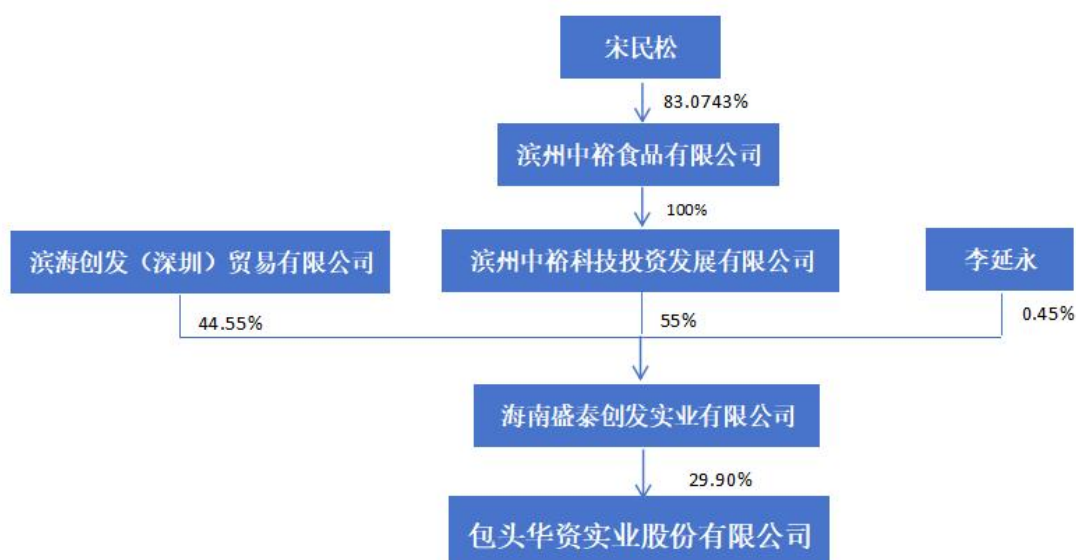 宋民松
83.0743%
滨州中裕食品有限公司
100%
滨海创发（深圳）贸易有限公司
滨州中裕科技投资发展有限公司
李延永
44.55%
55%
0.45%
海南盛泰创发实业有限公司
29.90%
包头华资实业股份有限公司